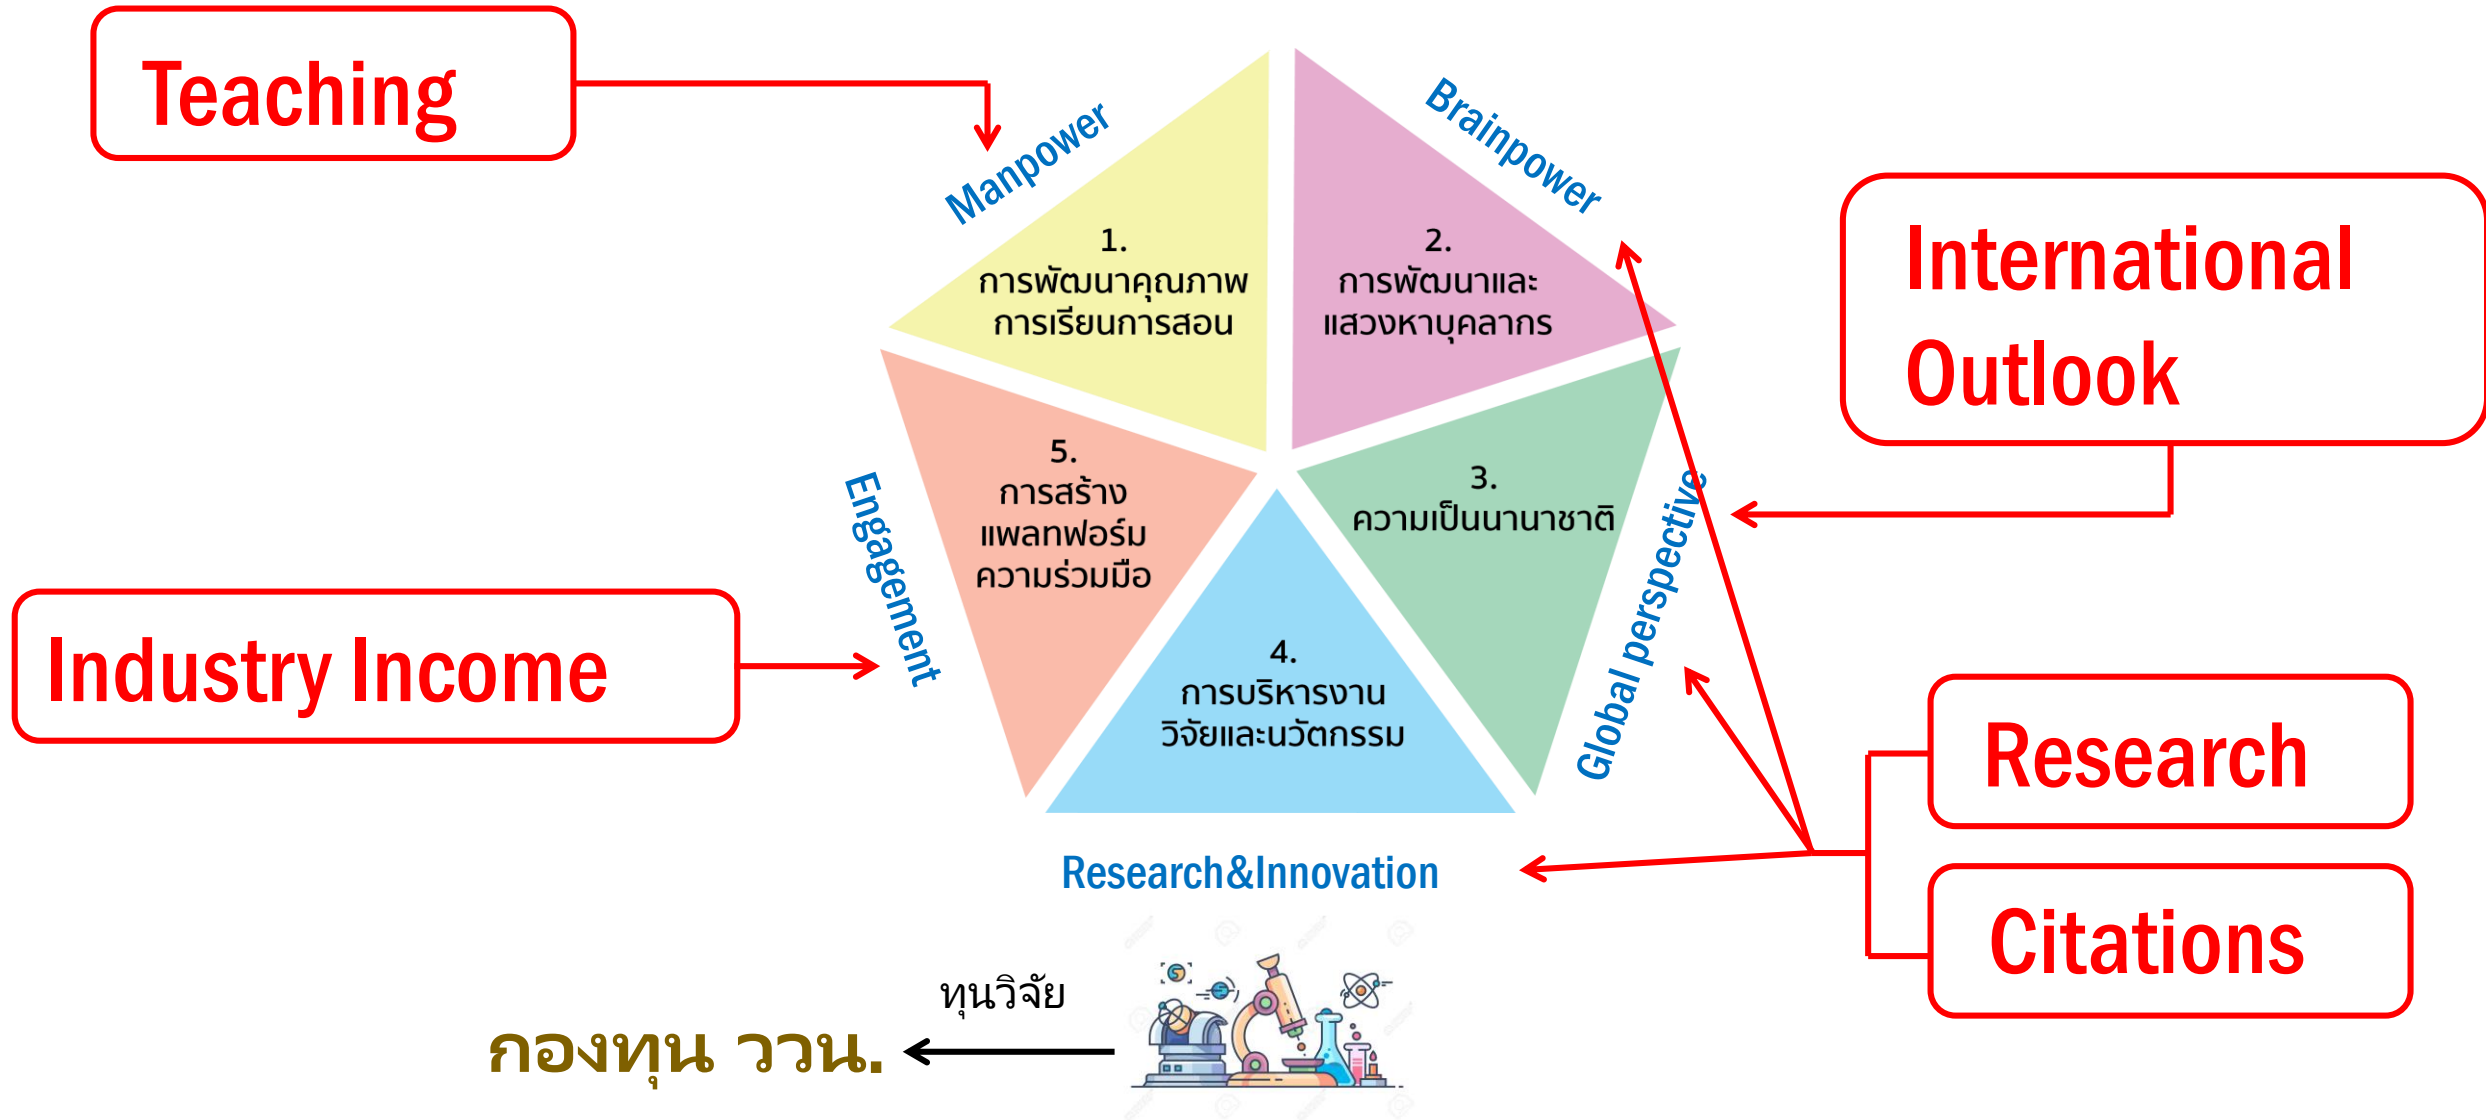 Teaching
Manpower
Brainpower
1.
การพัฒนาคุณภาพ
การเรียนการสอน
2.
การพัฒนาและ
แสวงหาบุคลากร
International
Outlook
5.
การสร้าง
แพลทฟอร์ม
ความร่วมมือ
3.
ความเป็นนานาชาติ
Engagement
Global perspective
Industry Income
4.
การบริหารงาน
วิจัยและนวัตกรรม
Research
Research&Innovation
Citations
ทุนวิจัย
กองทุน ววน.